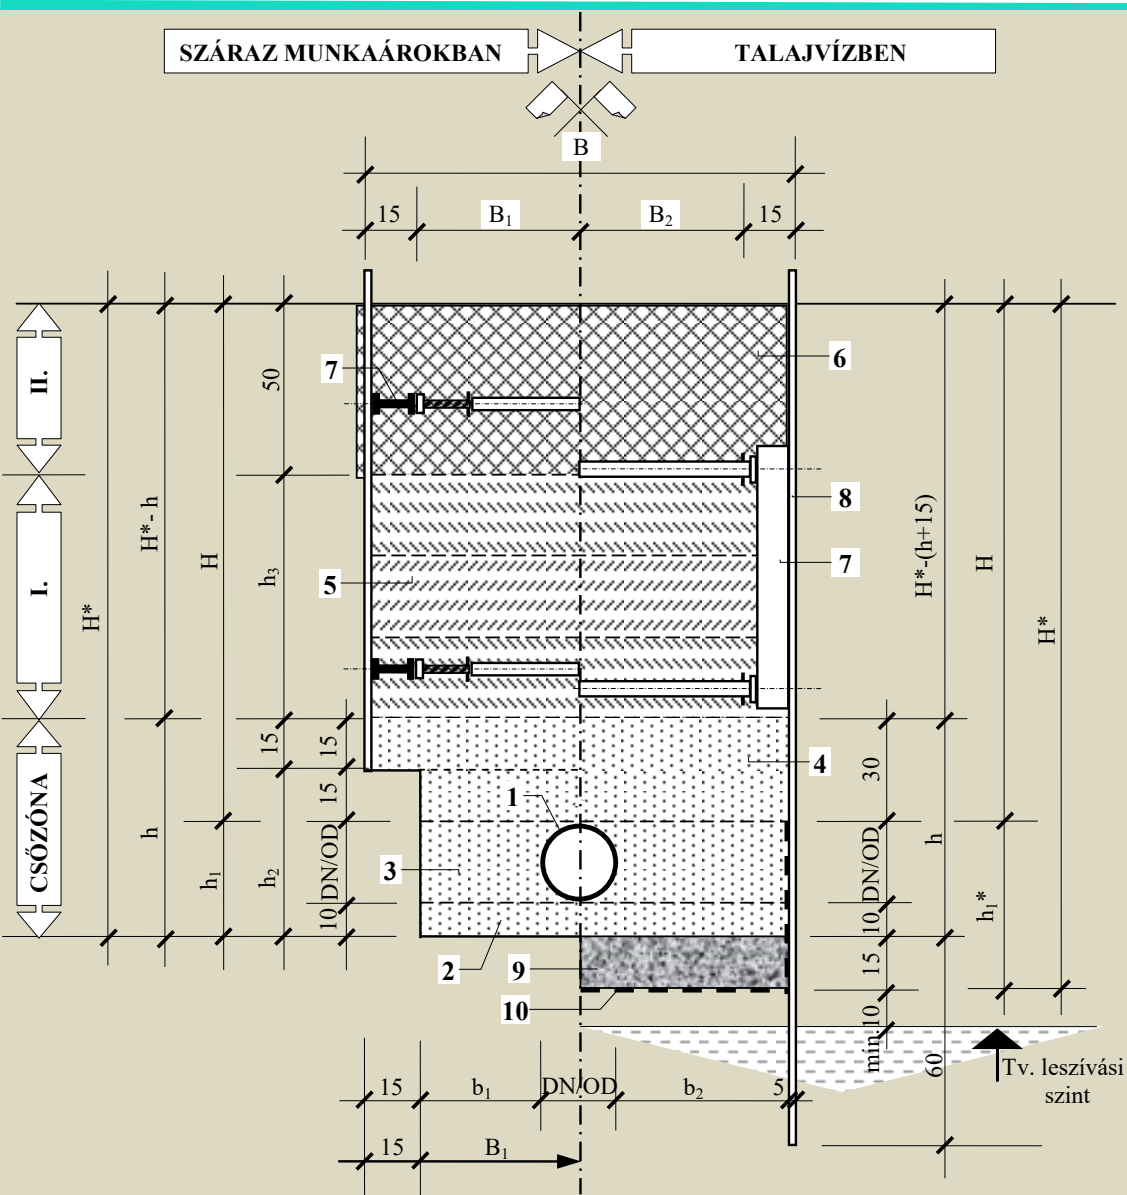 SZÁRAZ MUNKAÁROKBAN
TALAJVÍZBEN
B
15
B₁
B₂
15
II.
I.
CSŐZÓNA
H*
H*- h
h
H
h₁
50
h₃
15
h₂
15
15
DN/OD
10
7
5
1
3
2
9
10
6
8
7
4
30
DN/OD
10
15
min.10
H*-(h+15)
h
60
H
h₁*
H*
Tv. leszívási
szint
15
b₁
DN/OD
b₂
5
15
B₁